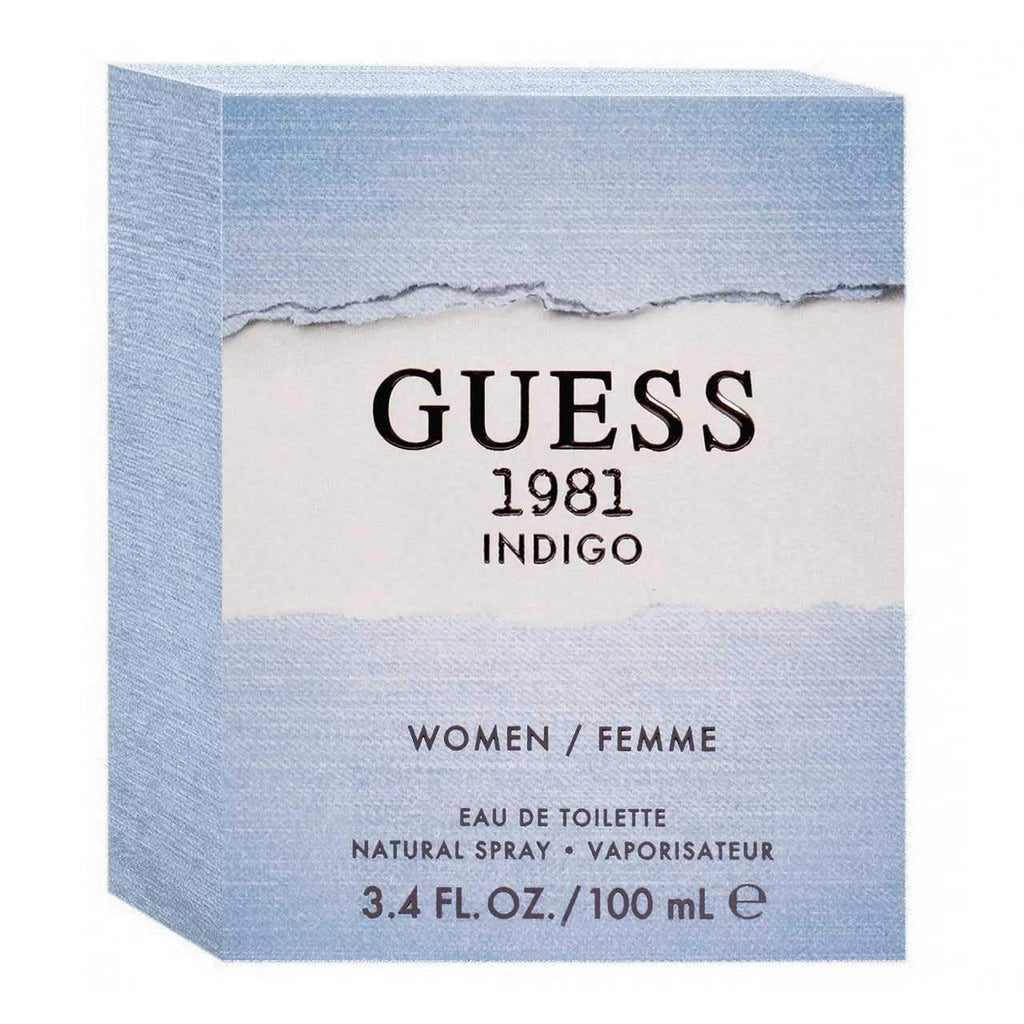 GUESS
1981
INDIGO
WOMEN / FEMME
EAU DE TOILETTE
NATURAL SPRAY • VAPORISATEUR
3.4 FL. OZ. / 100 mL ℮